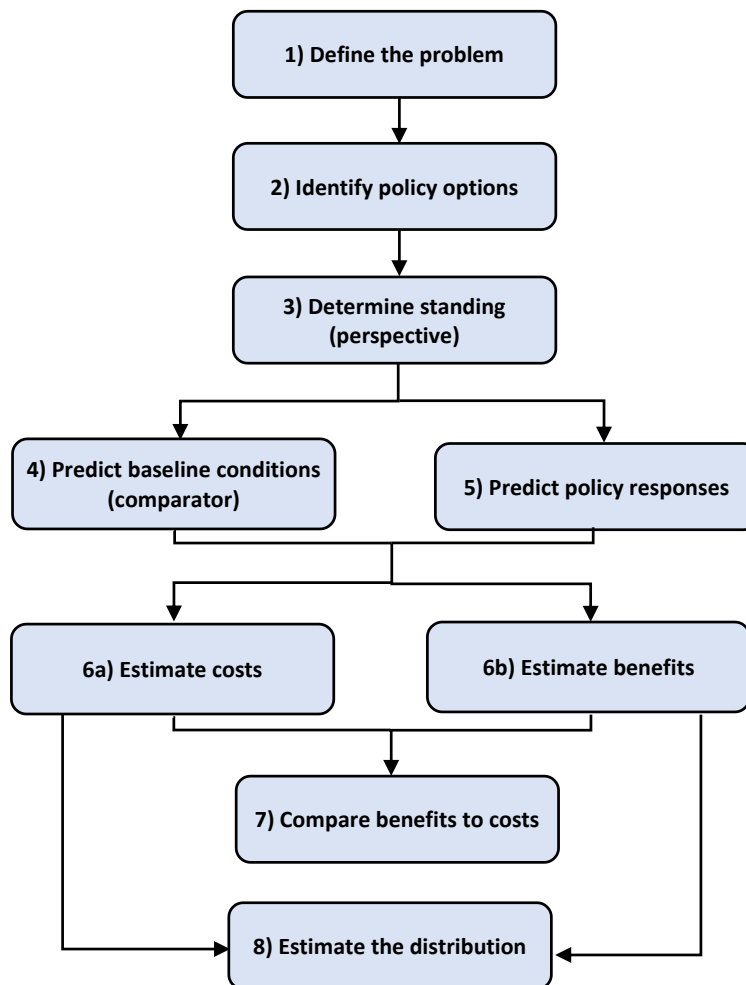 1) Define the problem
2) Identify policy options
3) Determine standing
(perspective)
4) Predict baseline conditions
(comparator)
5) Predict policy responses
6a) Estimate costs
6b) Estimate benefits
7) Compare benefits to costs
8) Estimate the distribution